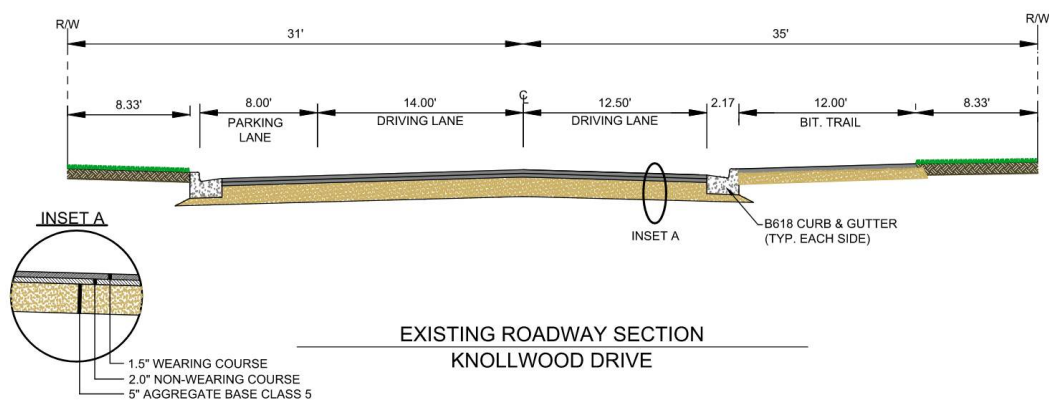 R/W
R/W
31'
35'
8.33'
8.00'
14.00'
℄
12.50'
2.17
12.00'
8.33'
PARKING
LANE
DRIVING LANE
DRIVING LANE
BIT. TRAIL
INSET A
INSET A
B618 CURB & GUTTER
(TYP. EACH SIDE)
1.5" WEARING COURSE
2.0" NON-WEARING COURSE
5" AGGREGATE BASE CLASS 5
EXISTING ROADWAY SECTION
KNOLLWOOD DRIVE